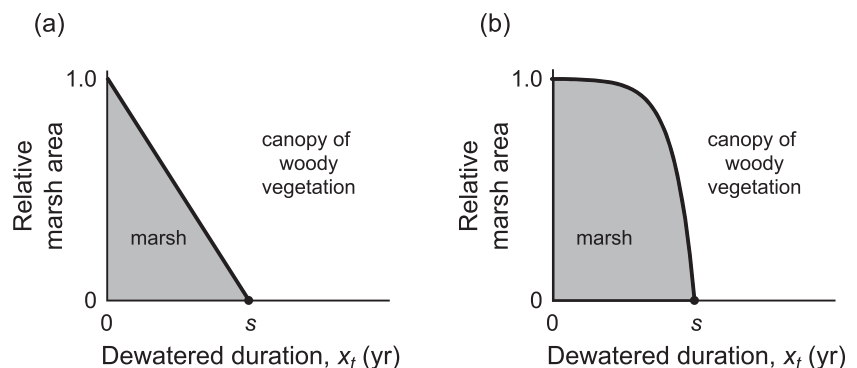 (a)
1.0
Relative
marsh area
canopy of
woody
vegetation
marsh
0
0
s
Dewatered duration, xₜ (yr)
(b)
1.0
Relative
marsh area
canopy of
woody
vegetation
marsh
0
0
s
Dewatered duration, xₜ (yr)